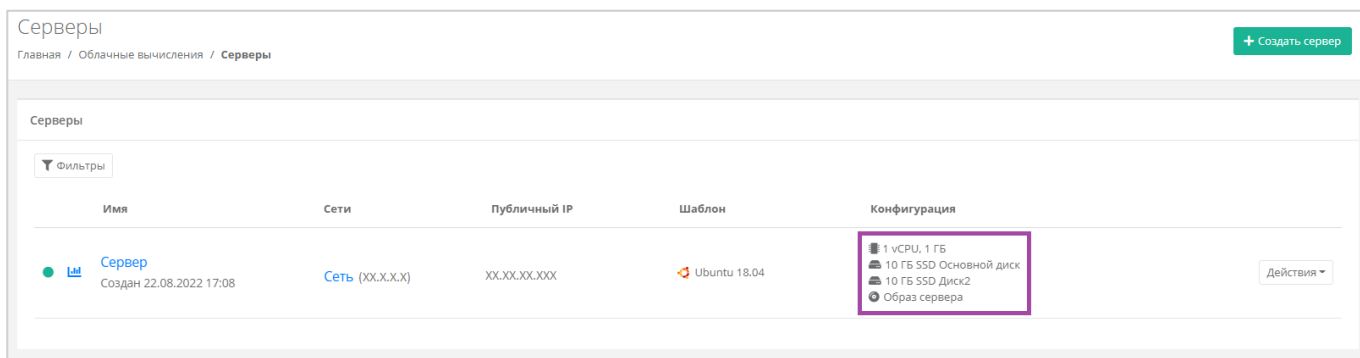 Серверы
Главная / Облачные вычисления / Серверы
+ Создать сервер
Серверы
Фильтры
Имя Сети Публичный IP Шаблон Конфигурация
Сервер
Создан 22.08.2022 17:08
Сеть (XX.X.X.X)
XX.XX.XX.XXX
Ubuntu 18.04
1 vCPU, 1 ГБ
10 ГБ SSD Основной диск
10 ГБ SSD Диск2
Образ сервера
Действия